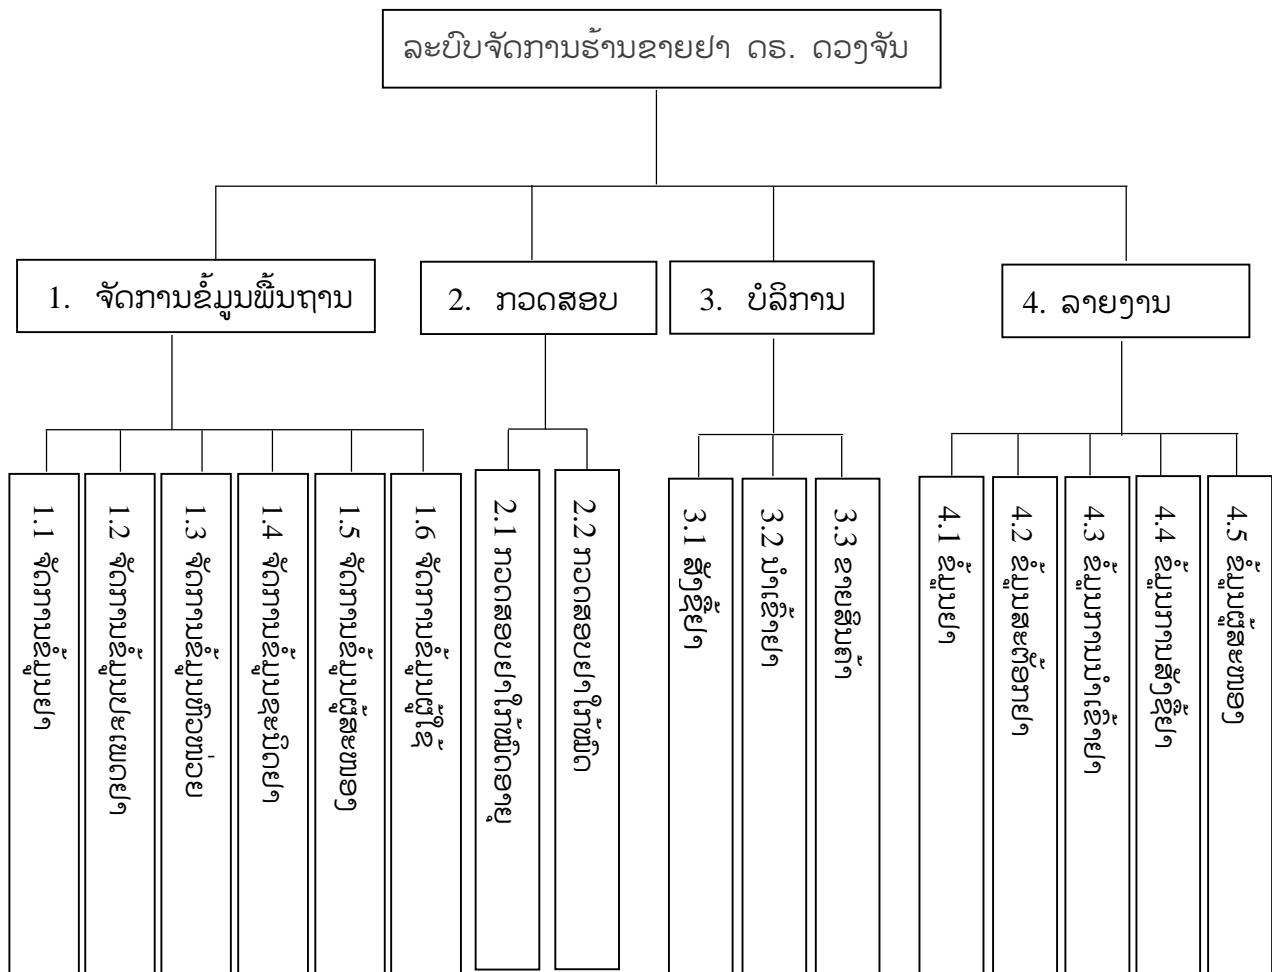 ລະບົບຈັດການຮ້ານຂາຍຢາ ດຣ. ດວງຈັນ
1. ຈັດການຂໍ້ມູນພື້ນຖານ
2. ກວດສອບ
3. ບໍລິການ
4. ລາຍງານ
1.1 ຈັດການຂໍ້ມູນຢາ
1.2 ຈັດການຂໍ້ມູນປະເພດຢາ
1.3 ຈັດການຂໍ້ມູນຫົວໜ່ວຍ
1.4 ຈັດການຂໍ້ມູນຊະນິດຢາ
1.5 ຈັດການຂໍ້ມູນຜູ້ສະໜອງ
1.6 ຈັດການຂໍ້ມູນຜູ້ໃຊ້
2.1 ກວດສອບຢາໃກ້ໝົດອາຍຸ
2.2 ກວດສອບຢາໃກ້ໝົດ
3.1 ສັ່ງຊື້ຢາ
3.2 ນໍາເຂົ້າຢາ
3.3 ຂາຍສິນຄ້າ
4.1 ຂໍ້ມູນຢາ
4.2 ຂໍ້ມູນສະຕ໋ອກຢາ
4.3 ຂໍ້ມູນການນໍາເຂົ້າຢາ
4.4 ຂໍ້ມູນການສັ່ງຊື້ຢາ
4.5 ຂໍ້ມູນຜູ້ສະໜອງ